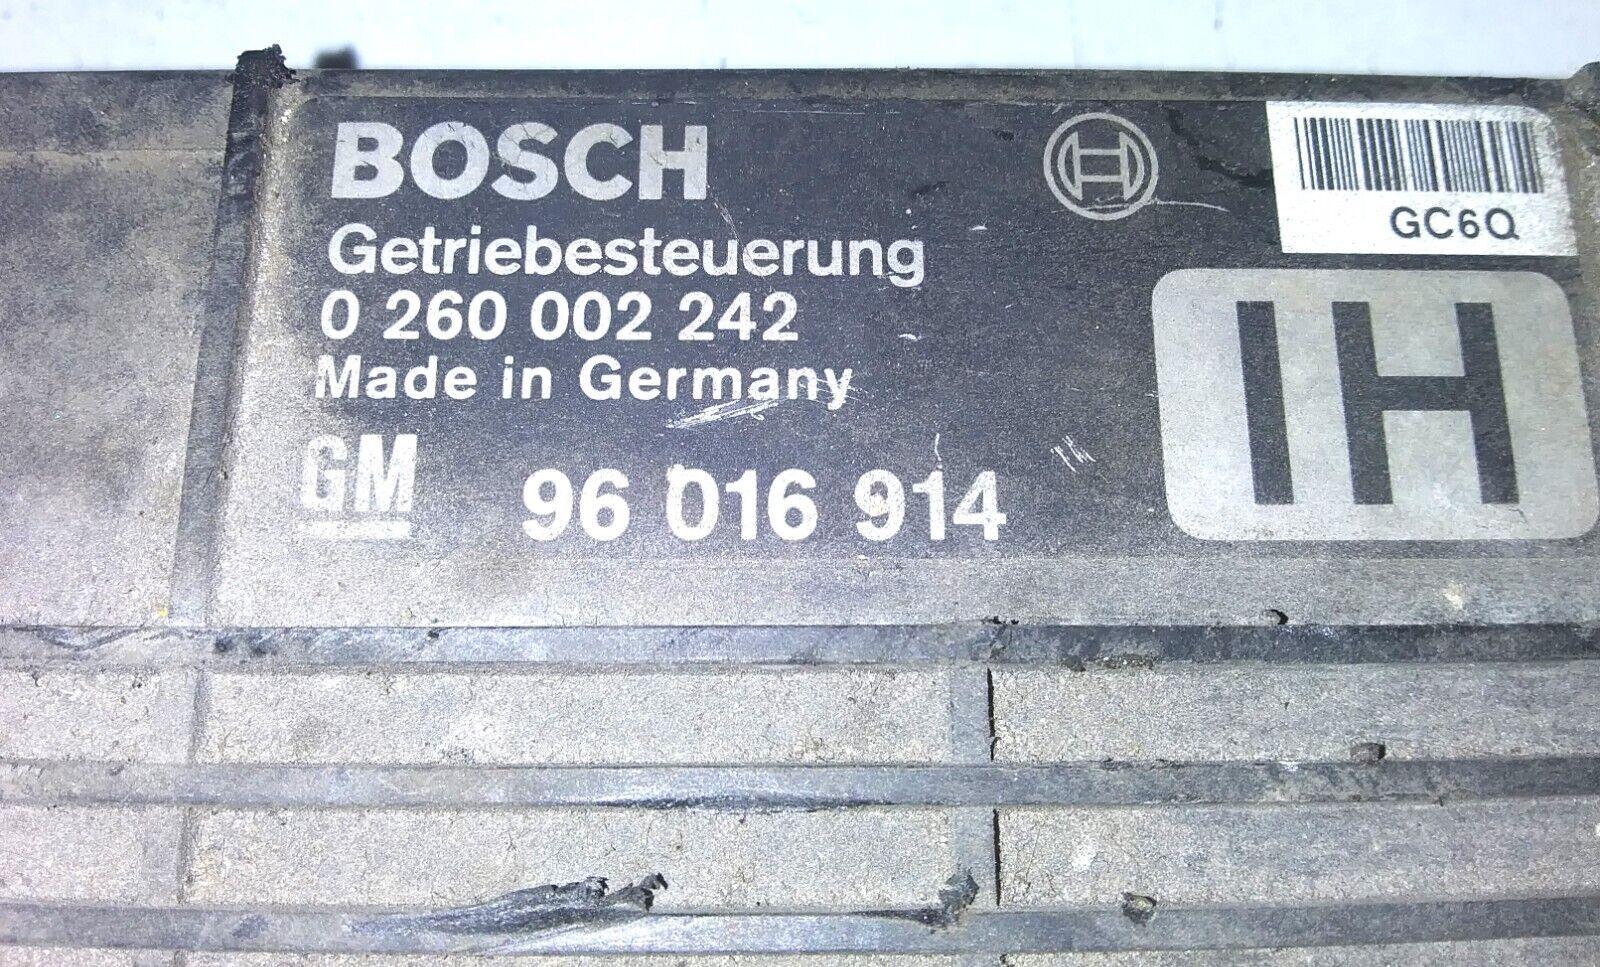 BOSCH
GC6Q
Getriebesteuerung
0 260 002 242
Made in Germany
IH
GM
96 016 914